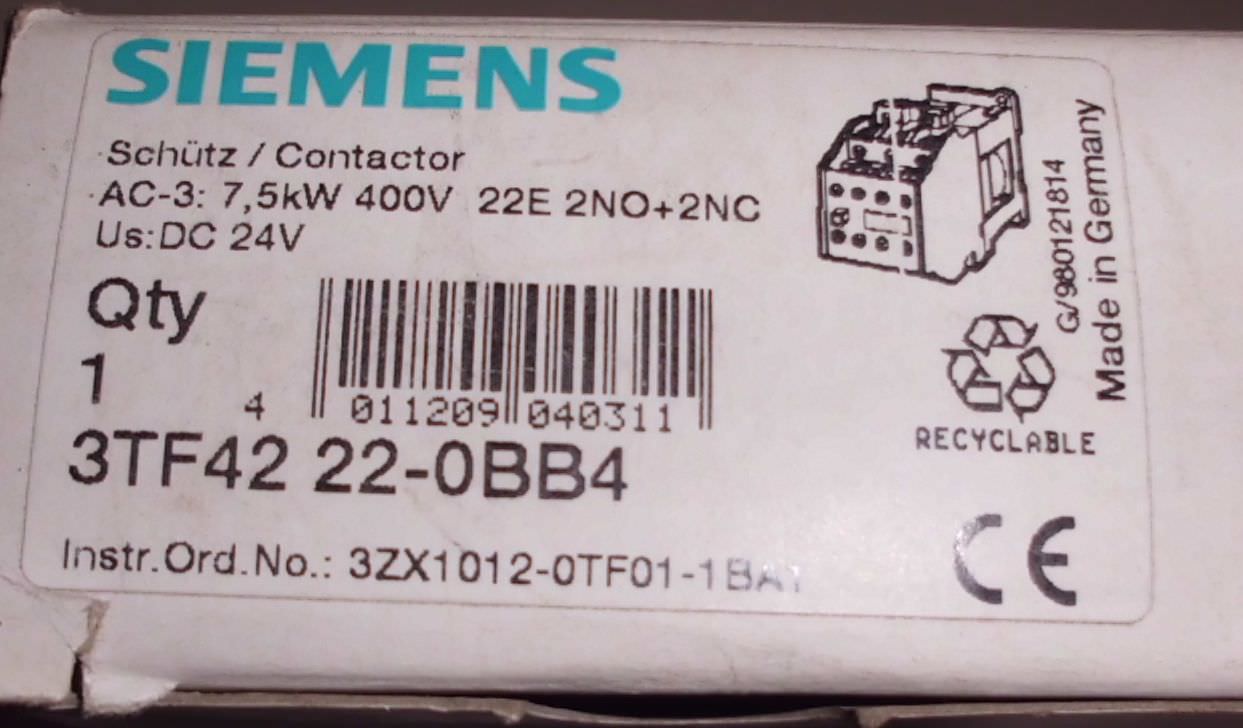 SIEMENS
Schütz / Contactor
AC-3: 7,5kW 400V 22E 2NO+2NC
Us:DC 24V
Qty
1
4 011209 040311
3TF42 22-0BB4
Instr.Ord.No.: 3ZX1012-0TF01-1BA1
G/980121814
Made in Germany
RECYCLABLE
CE